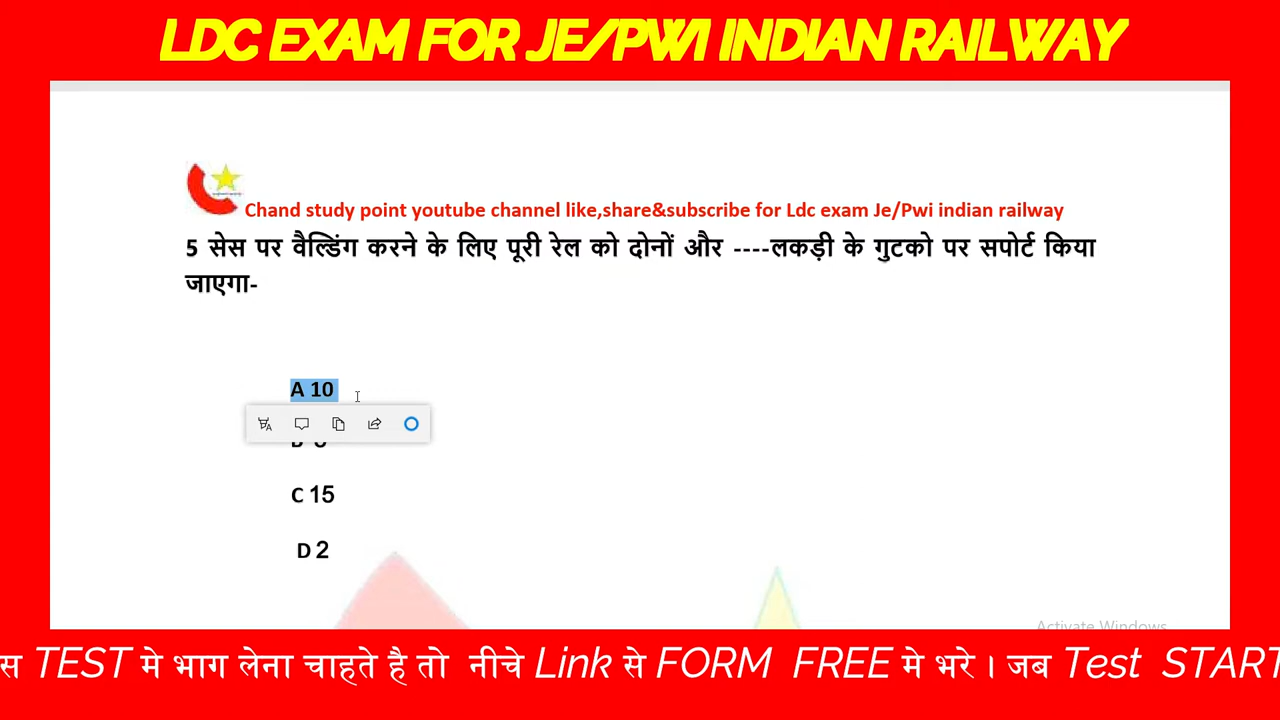 LDC EXAM FOR JE/PWI INDIAN RAILWAY
Chand study point youtube channel like,share&subscribe for Ldc exam Je/Pwi indian railway
5 सेस पर वैल्डिंग करने के लिए पूरी रेल को दोनों और ----लकड़ी के गुटको पर सपोर्ट किया
जाएगा-
A 10
C 15
D 2
Activate Windows
स TEST मे भाग लेना चाहते है तो नीचे Link से FORM FREE मे भरे । जब Test START